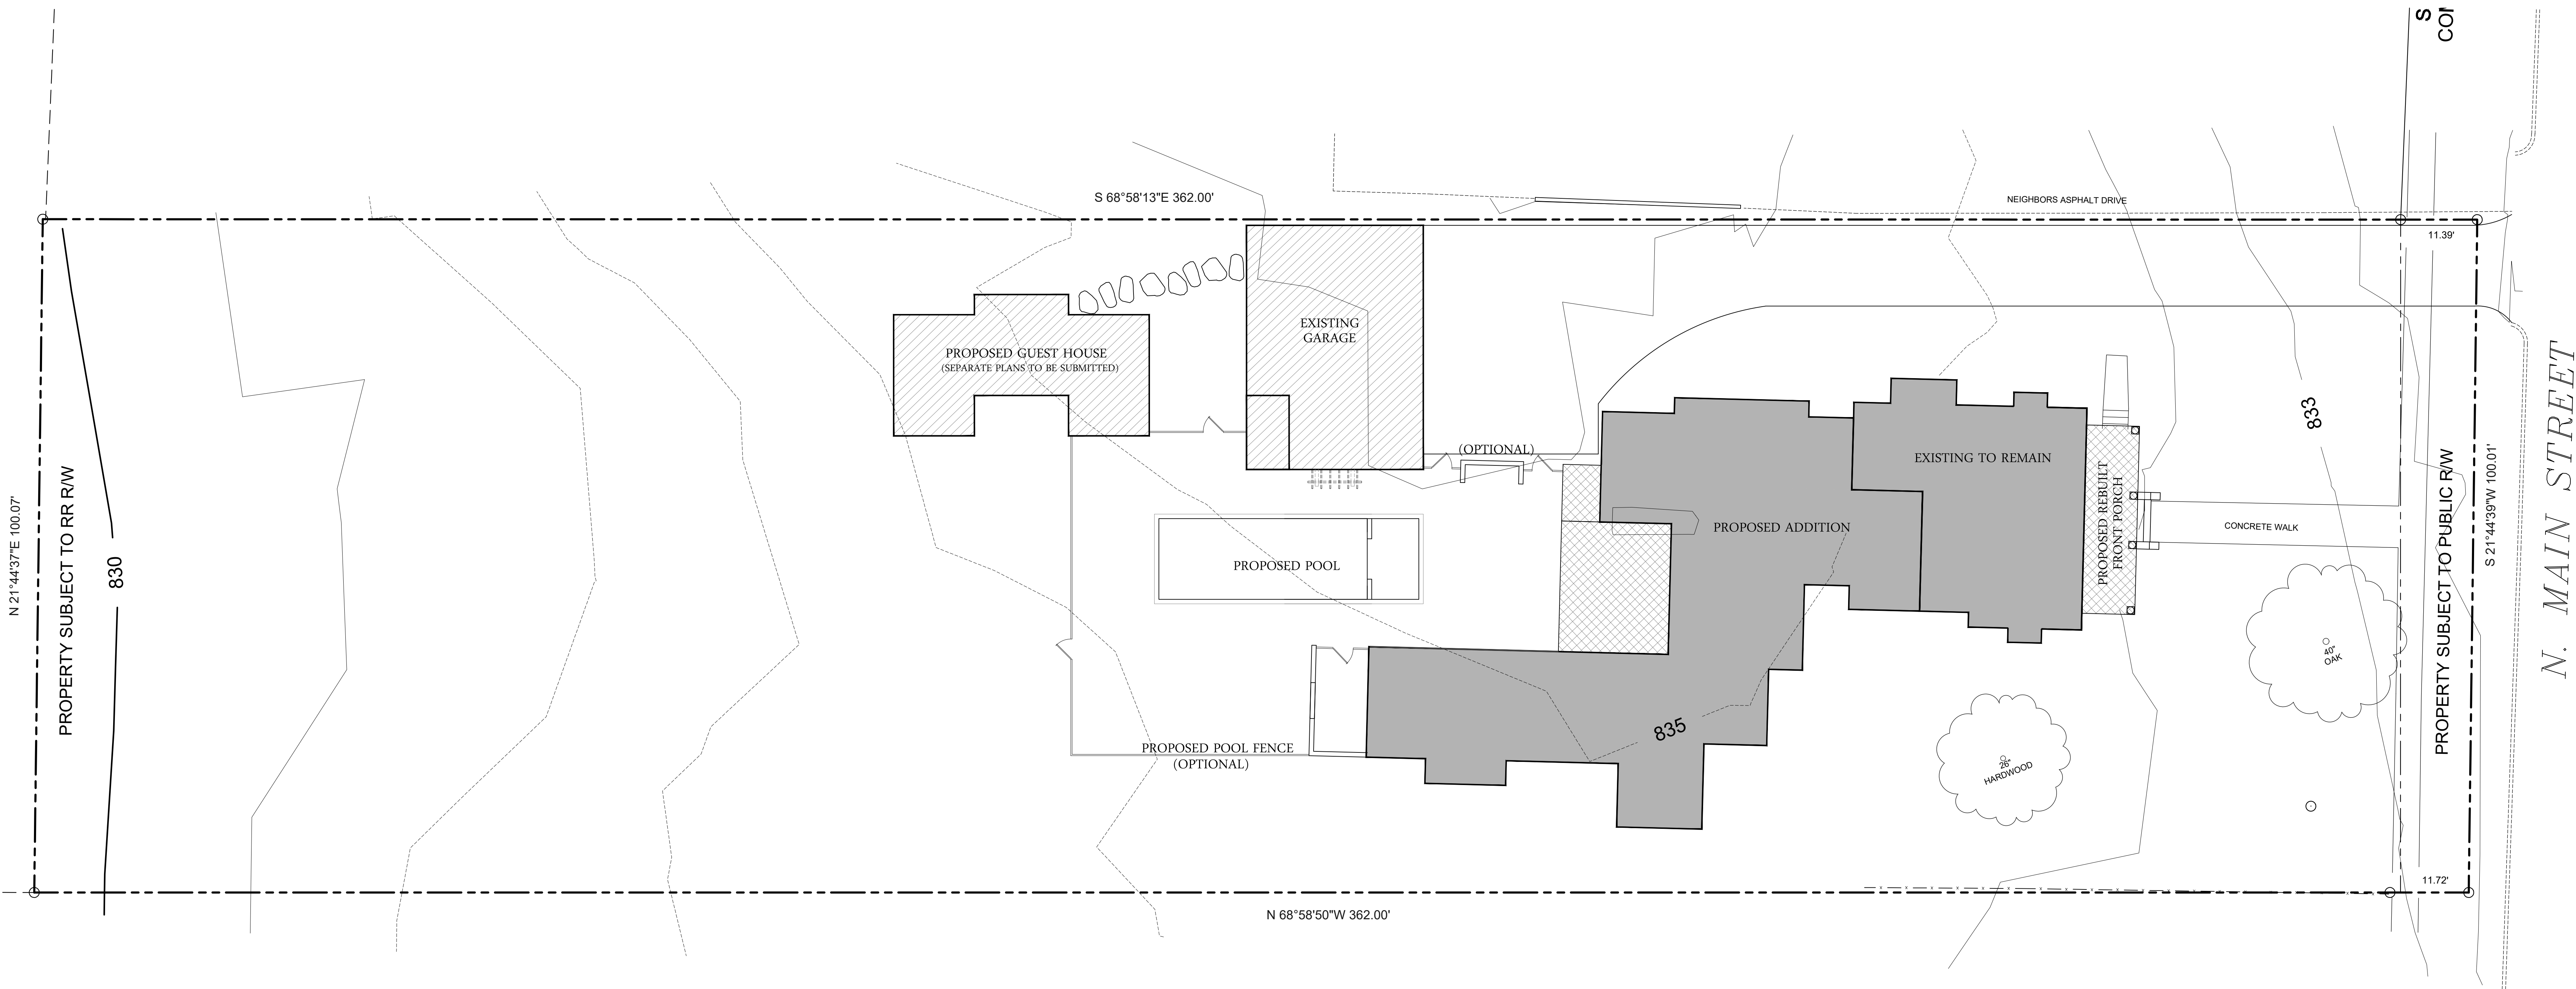 S
COI
S 68°58'13"E 362.00'
NEIGHBORS ASPHALT DRIVE
11.39'
EXISTING
GARAGE
PROPOSED GUEST HOUSE
(SEPARATE PLANS TO BE SUBMITTED)
833
(OPTIONAL)
EXISTING TO REMAIN
PROPOSED REBUILT
FRONT PORCH
PROPOSED ADDITION
CONCRETE WALK
N 21°44'37"E 100.07'
PROPERTY SUBJECT TO RR R/W
830
PROPOSED POOL
PROPERTY SUBJECT TO PUBLIC R/W
S 21°44'39"W 100.01'
N. MAIN STREET
40"
OAK
835
PROPOSED POOL FENCE
(OPTIONAL)
26"
HARDWOOD
11.72'
N 68°58'50"W 362.00'